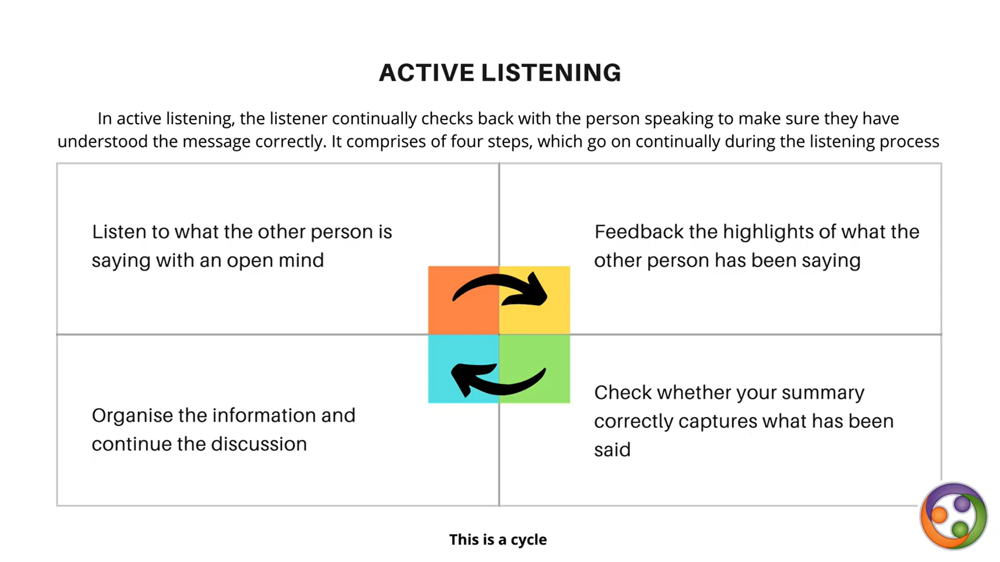 ACTIVE LISTENING
In active listening, the listener continually checks back with the person speaking to make sure they have
understood the message correctly. It comprises of four steps, which go on continually during the listening process
Listen to what the other person is
saying with an open mind
Feedback the highlights of what the
other person has been saying
Organise the information and
continue the discussion
Check whether your summary
correctly captures what has been
said
This is a cycle